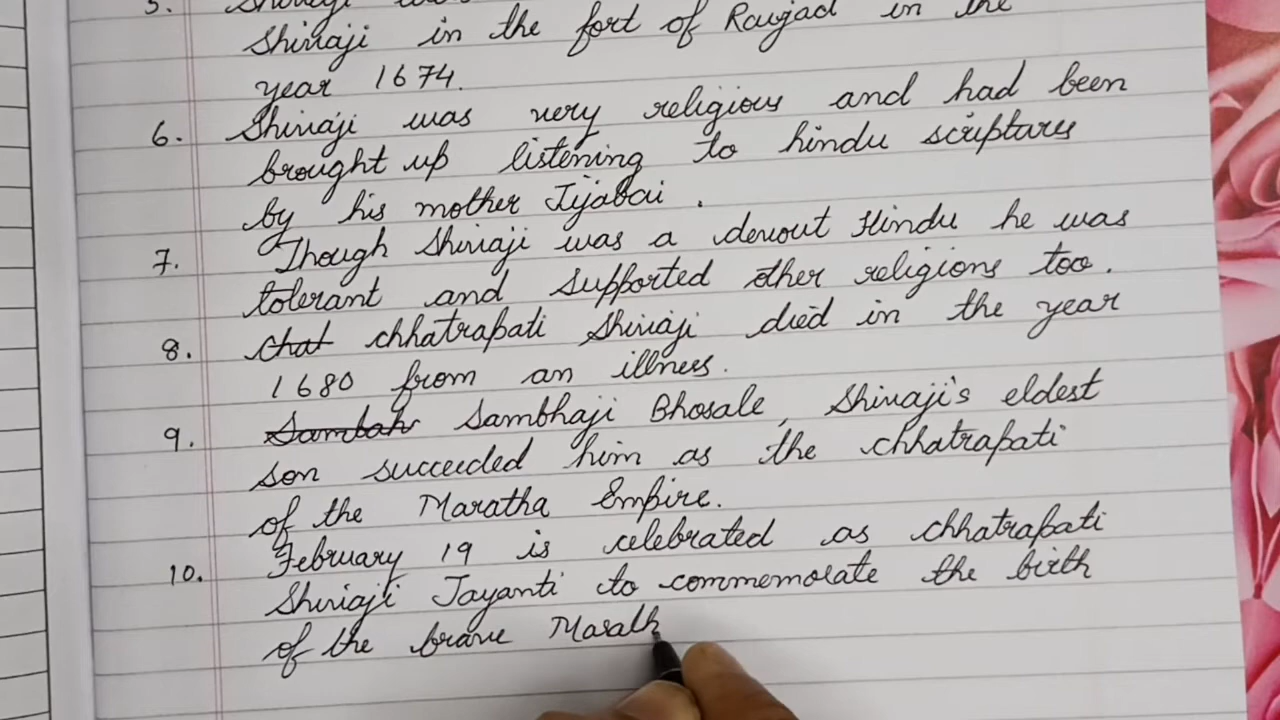 5. Shivaji
Shivaji in the fort of Raigad in the
year 1674.
6. Shivaji was very religious and had been
brought up listening to hindu scriptures
by his mother Jijabai.
7. Though Shivaji was a devout Hindu he was
tolerant and supported other religions too.
8. Chat chhatrapati Shivaji died in the year
1680 from an illness.
9. Sambah Sambhaji Bhosale, Shivaji's eldest
son succeeded him as the chhatrapati
of the Maratha Empire.
10. February 19 is celebrated as chhatrapati
Shivaji Jayanti to commemorate the birth
of the brave Marath